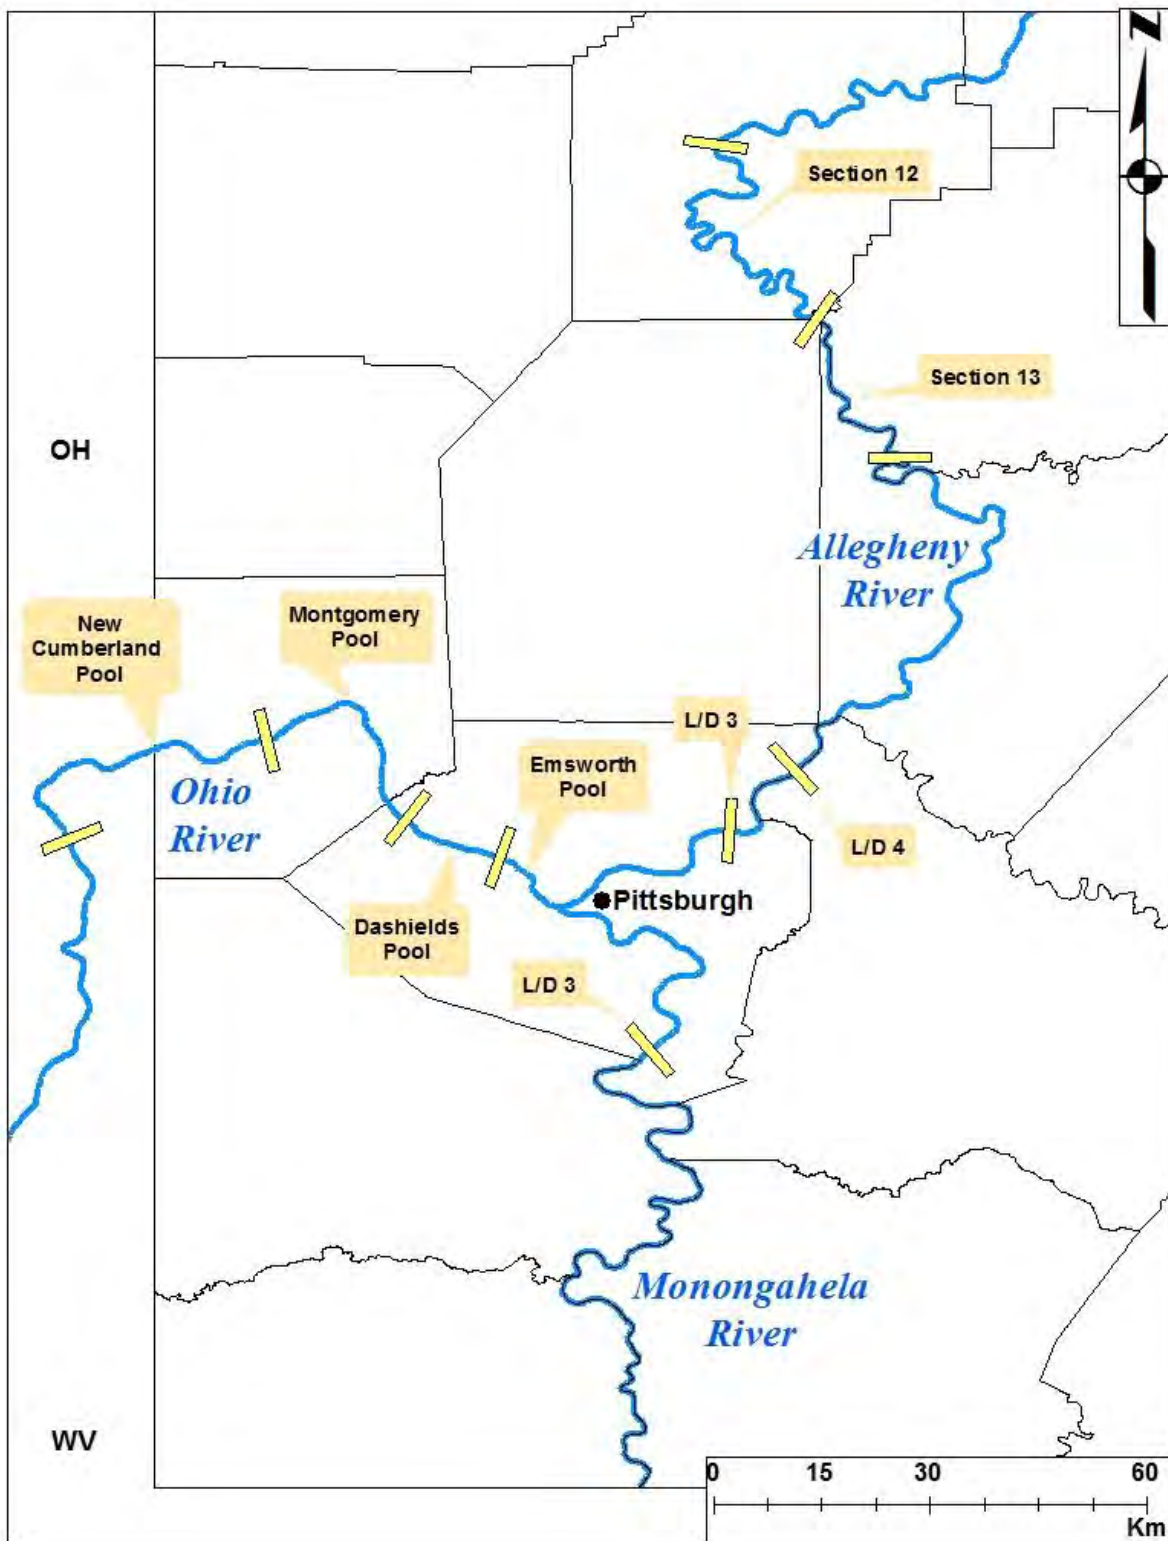 N
Section 12
Section 13
OH
Allegheny
River
New
Cumberland
Pool
Montgomery
Pool
L/D 3
Emsworth
Pool
Ohio
River
L/D 4
Pittsburgh
Dashields
Pool
L/D 3
Monongahela
River
WV
0 15 30 60
Km